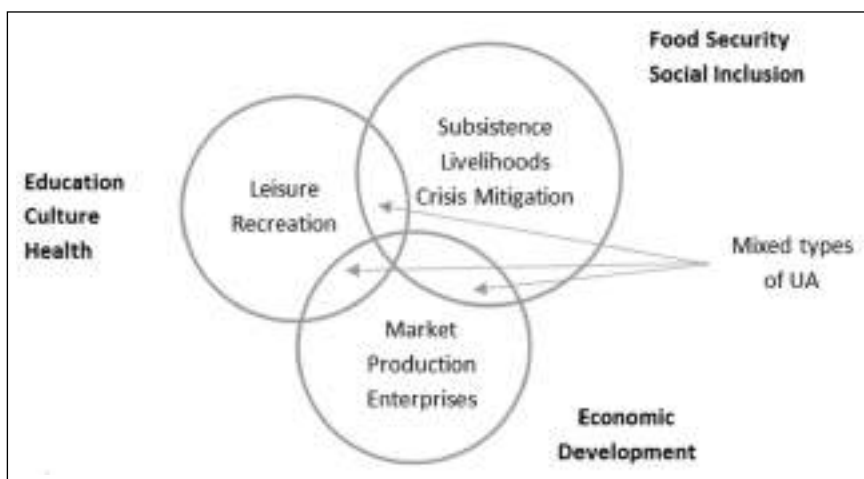 Food Security
Social Inclusion
Subsistence
Livelihoods
Crisis Mitigation
Education
Culture
Health
Leisure
Recreation
Mixed types
of UA
Market
Production
Enterprises
Economic
Development